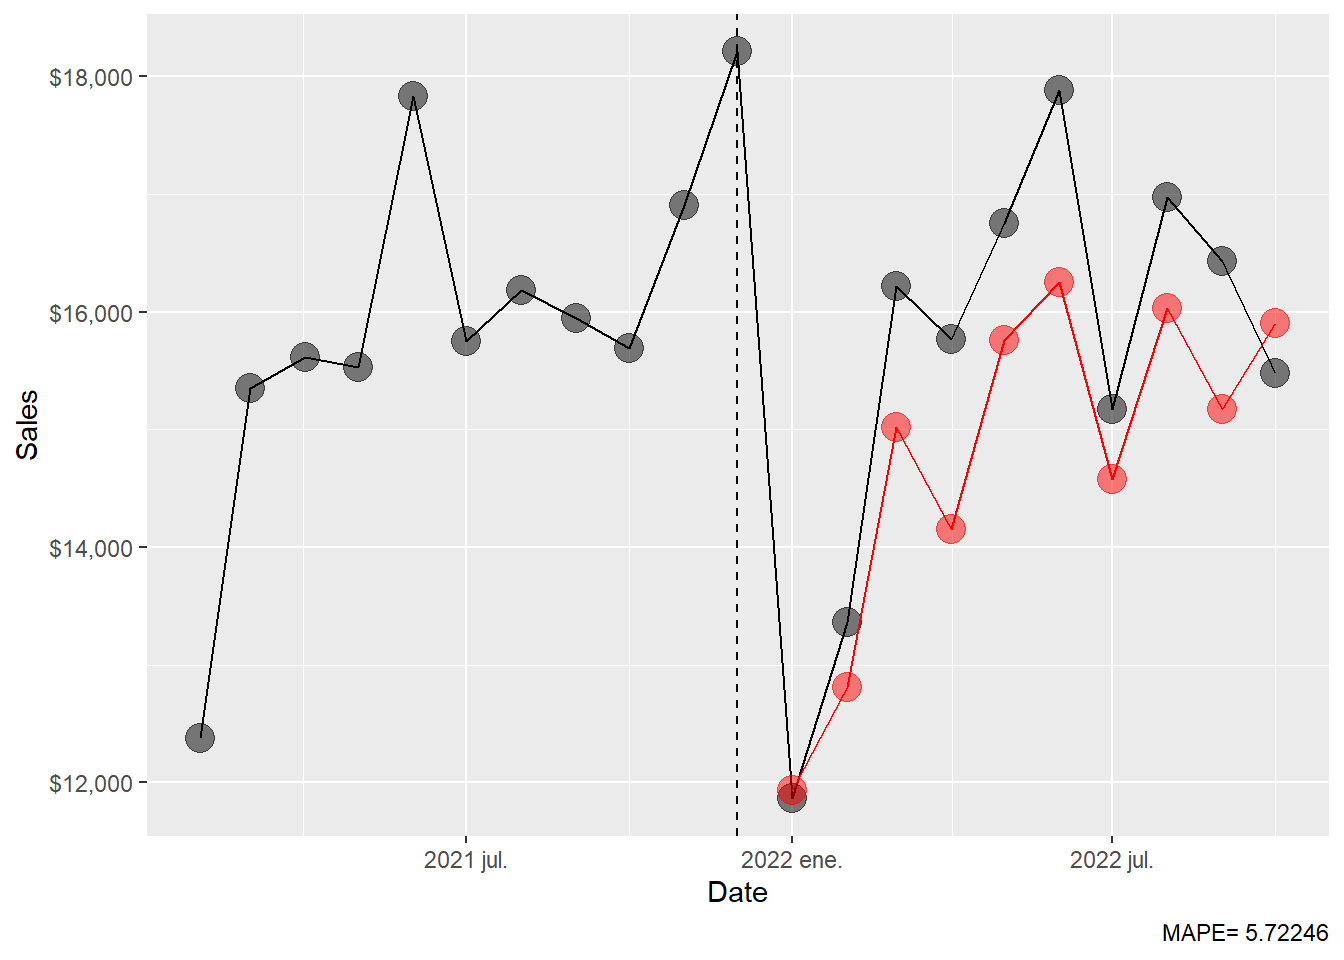 $18,000
$16,000
$14,000
$12,000
Sales
2021 jul.
2022 ene.
2022 jul.
Date
MAPE= 5.72246